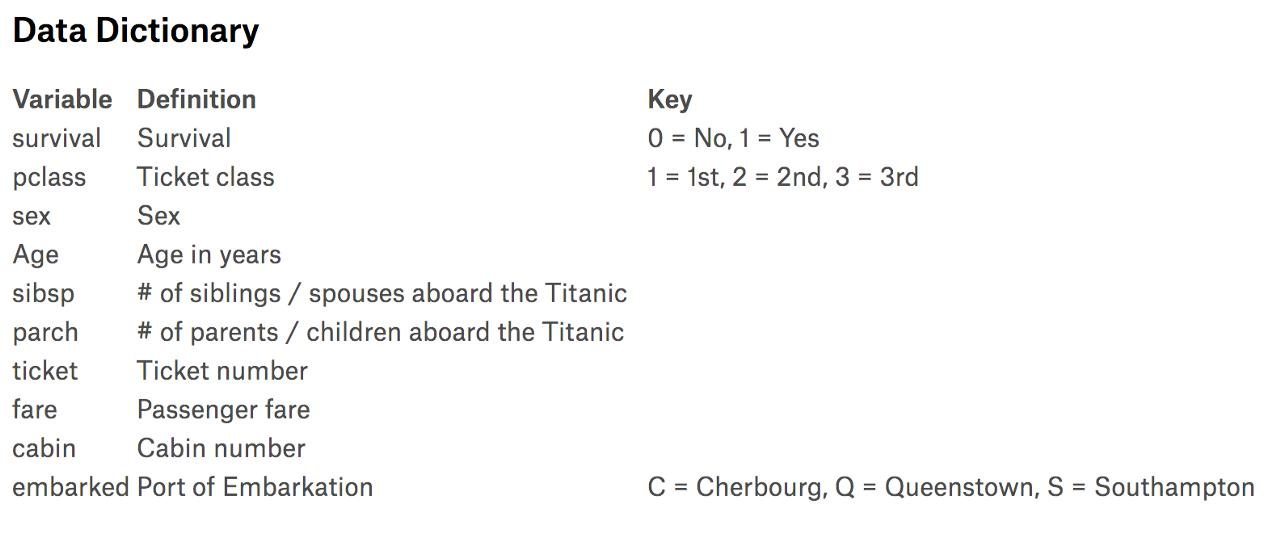 Data Dictionary
Variable Definition Key
survival Survival 0 = No, 1 = Yes
pclass Ticket class 1 = 1st, 2 = 2nd, 3 = 3rd
sex Sex
Age Age in years
sibsp # of siblings / spouses aboard the Titanic
parch # of parents / children aboard the Titanic
ticket Ticket number
fare Passenger fare
cabin Cabin number
embarked Port of Embarkation C = Cherbourg, Q = Queenstown, S = Southampton